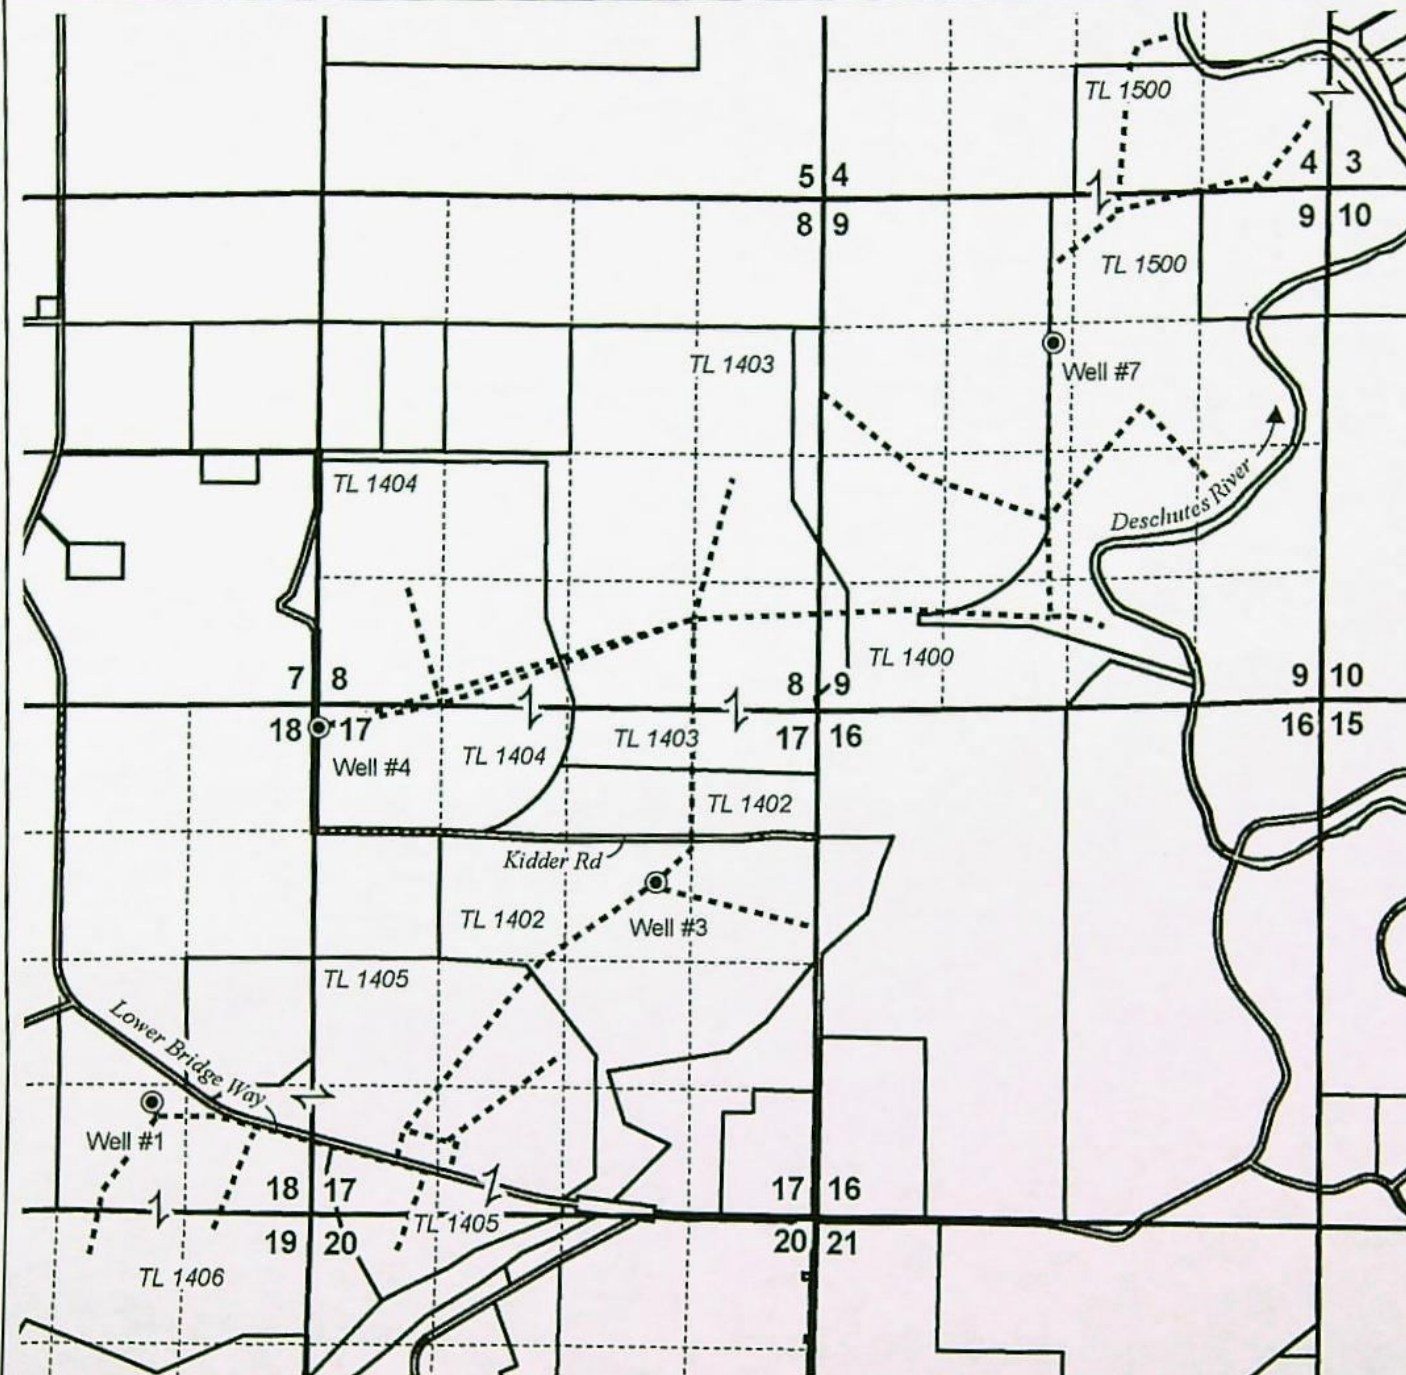 TL 1500
5 4
4 3
8 9
9 10
TL 1500
TL 1403
Well #7
TL 1404
Deschutes River
TL 1400
7 8
8 9
9 10
18 17
17 16
16 15
TL 1404
TL 1403
Well #4
TL 1402
Kidder Rd
TL 1402
Well #3
TL 1405
Lower Bridge Way
Well #1
18 17
17 16
TL 1405
19 20
20 21
TL 1406